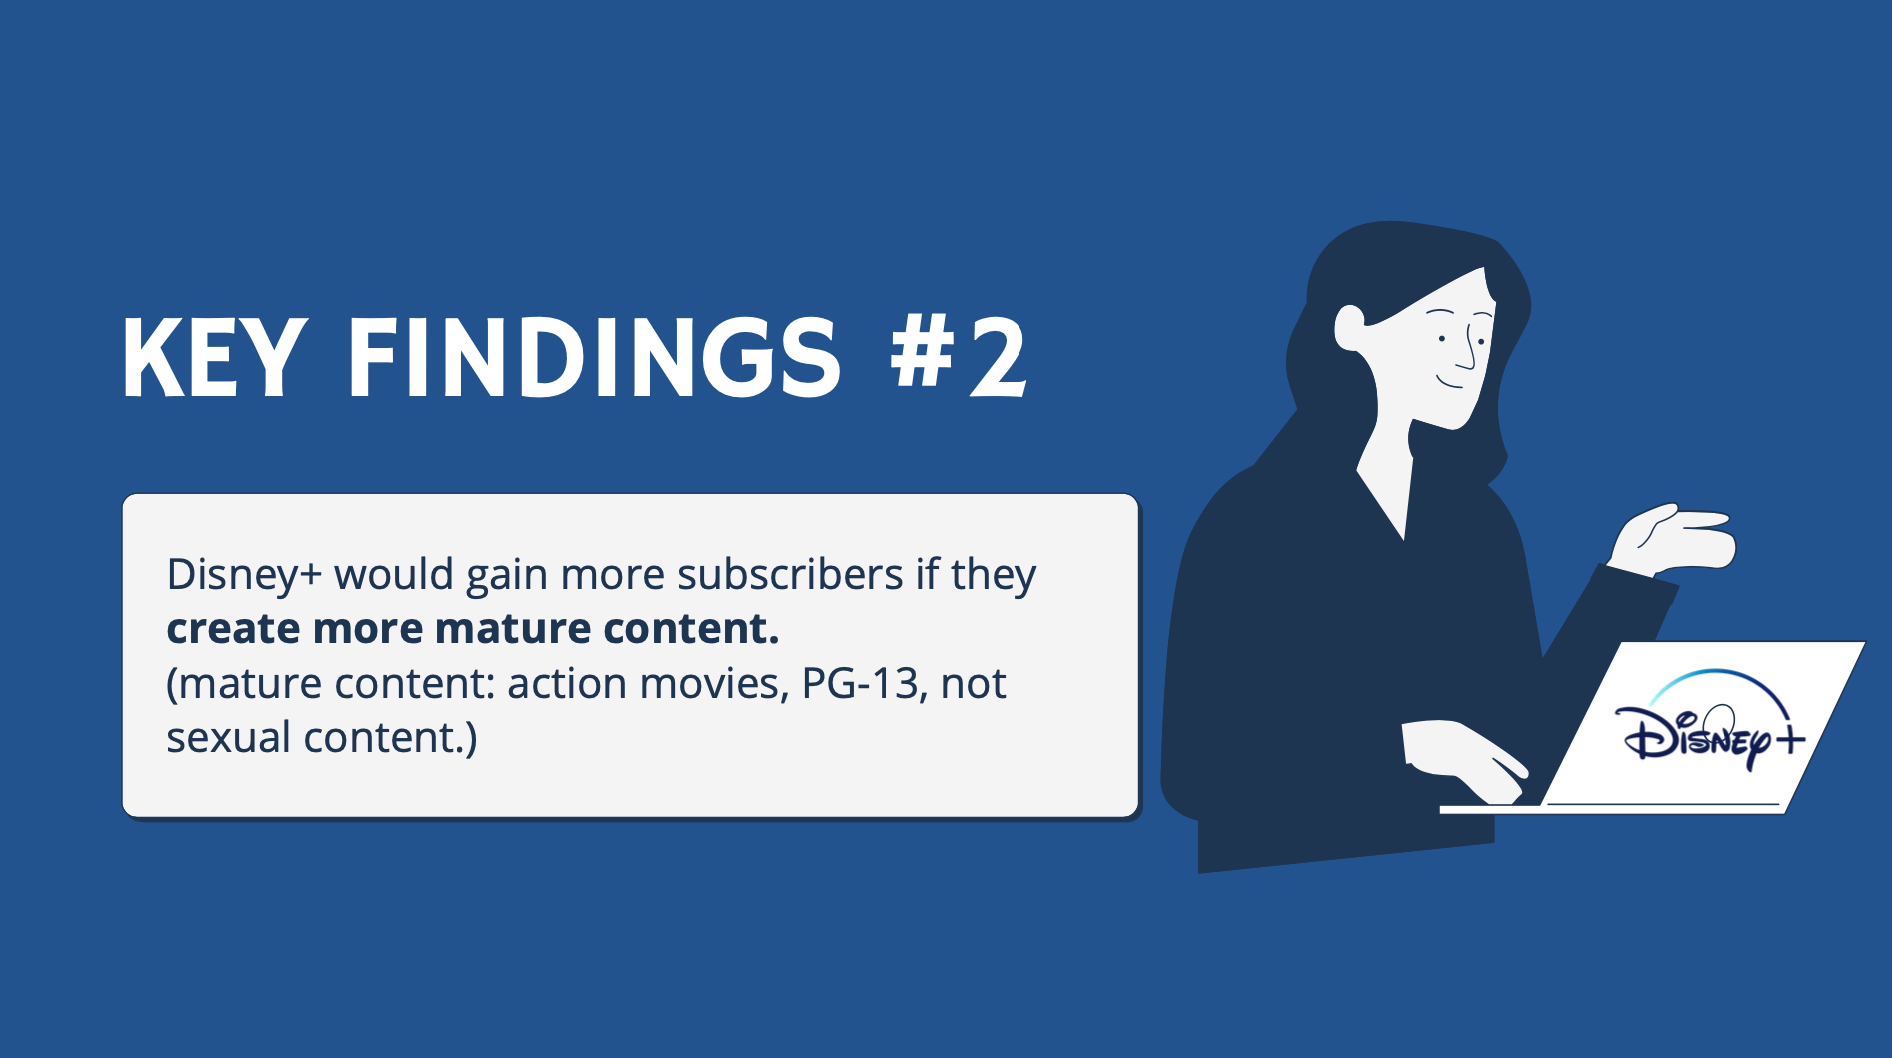 KEY FINDINGS #2
Disney+ would gain more subscribers if they
create more mature content.
(mature content: action movies, PG-13, not
sexual content.)
Disney+